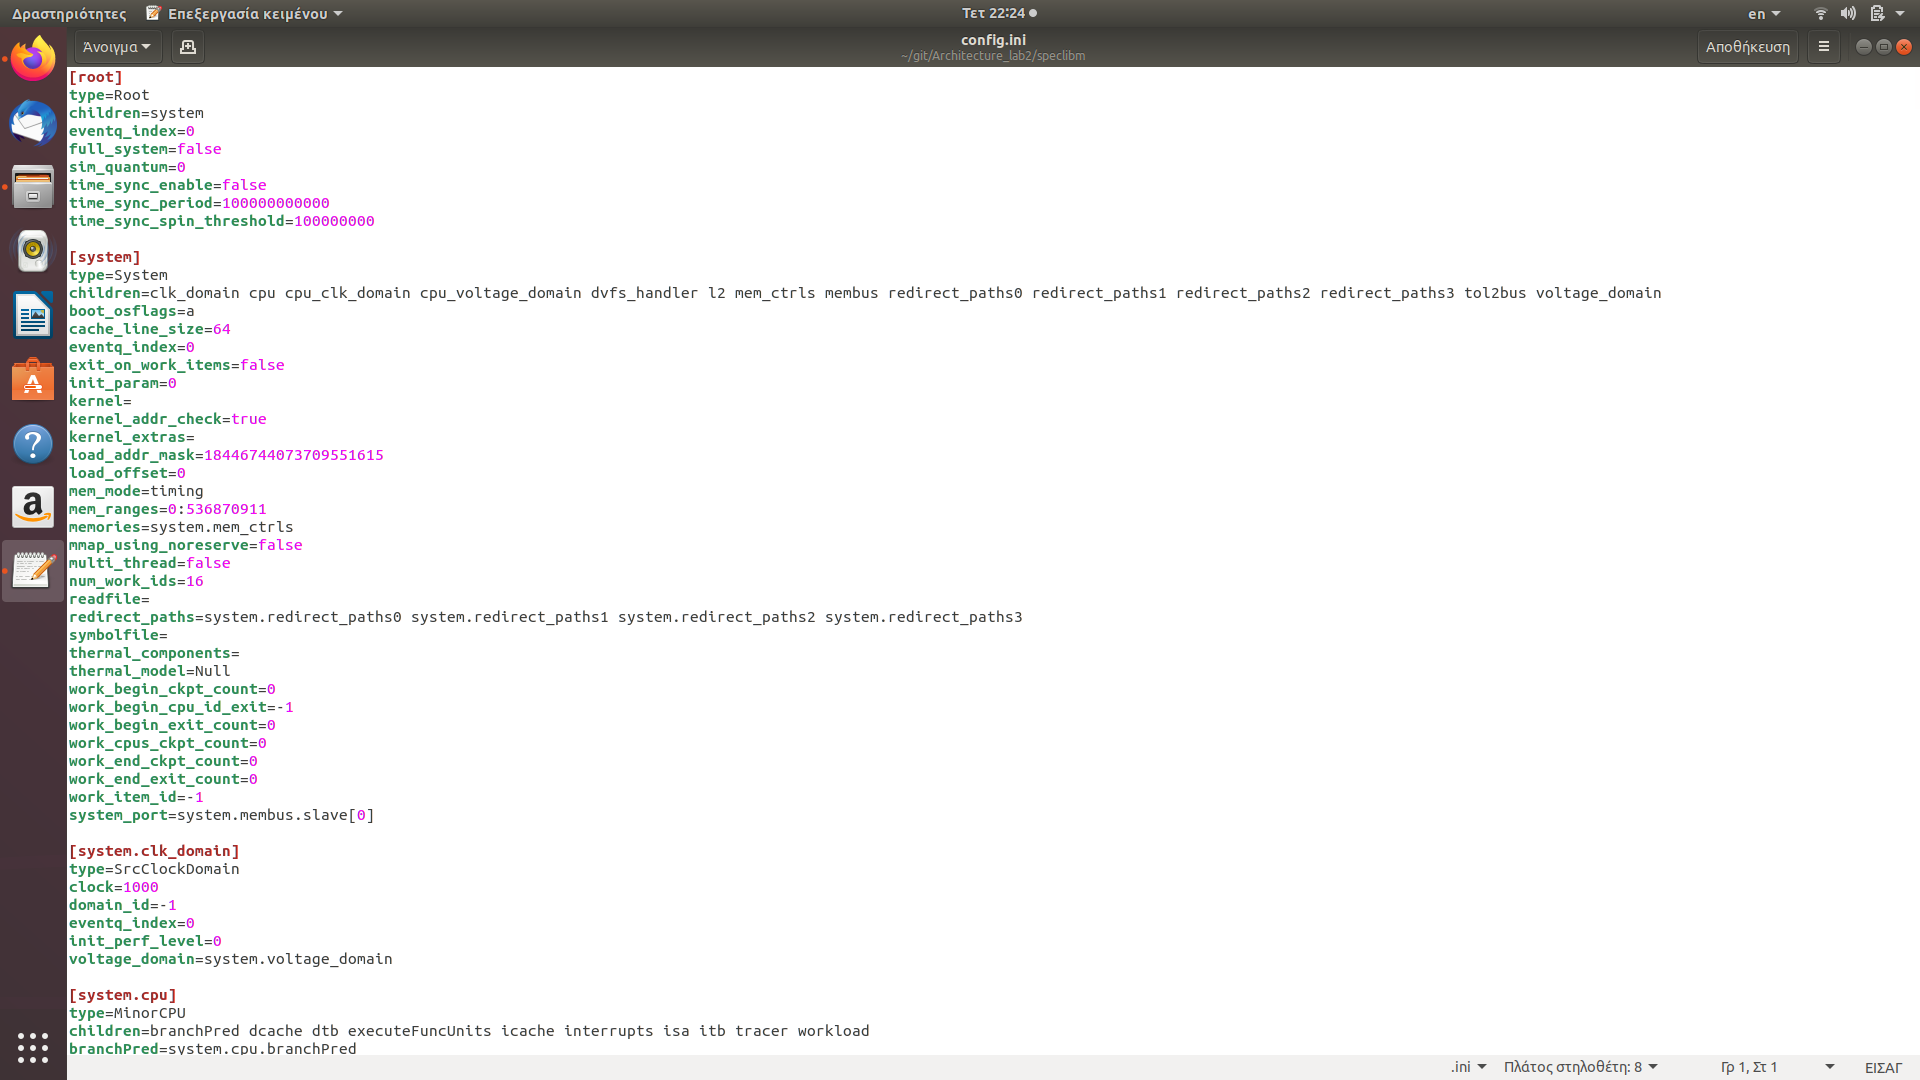 Δραστηριότητες Επεξεργασία κειμένου Τετ 22:24 en
Άνοιγμα config.ini Αποθήκευση
~/git/Architecture_lab2/speclibm
[root]
type=Root
children=system
eventq_index=0
full_system=false
sim_quantum=0
time_sync_enable=false
time_sync_period=100000000000
time_sync_spin_threshold=100000000
[system]
type=System
children=clk_domain cpu cpu_clk_domain cpu_voltage_domain dvfs_handler l2 mem_ctrls membus redirect_paths0 redirect_paths1 redirect_paths2 redirect_paths3 tol2bus voltage_domain
boot_osflags=a
cache_line_size=64
eventq_index=0
exit_on_work_items=false
init_param=0
kernel=
kernel_addr_check=true
kernel_extras=
load_addr_mask=18446744073709551615
load_offset=0
mem_mode=timing
mem_ranges=0:536870911
memories=system.mem_ctrls
mmap_using_noreserve=false
multi_thread=false
num_work_ids=16
readfile=
redirect_paths=system.redirect_paths0 system.redirect_paths1 system.redirect_paths2 system.redirect_paths3
symbolfile=
thermal_components=
thermal_model=Null
work_begin_ckpt_count=0
work_begin_cpu_id_exit=-1
work_begin_exit_count=0
work_cpus_ckpt_count=0
work_end_ckpt_count=0
work_end_exit_count=0
work_item_id=-1
system_port=system.membus.slave[0]
[system.clk_domain]
type=SrcClockDomain
clock=1000
domain_id=-1
eventq_index=0
init_perf_level=0
voltage_domain=system.voltage_domain
[system.cpu]
type=MinorCPU
children=branchPred dcache dtb executeFuncUnits icache interrupts isa itb tracer workload
branchPred=system.cpu.branchPred
.ini Πλάτος στηλοθέτη: 8 Γρ 1, Στ 1 ΕΙΣΑΓ